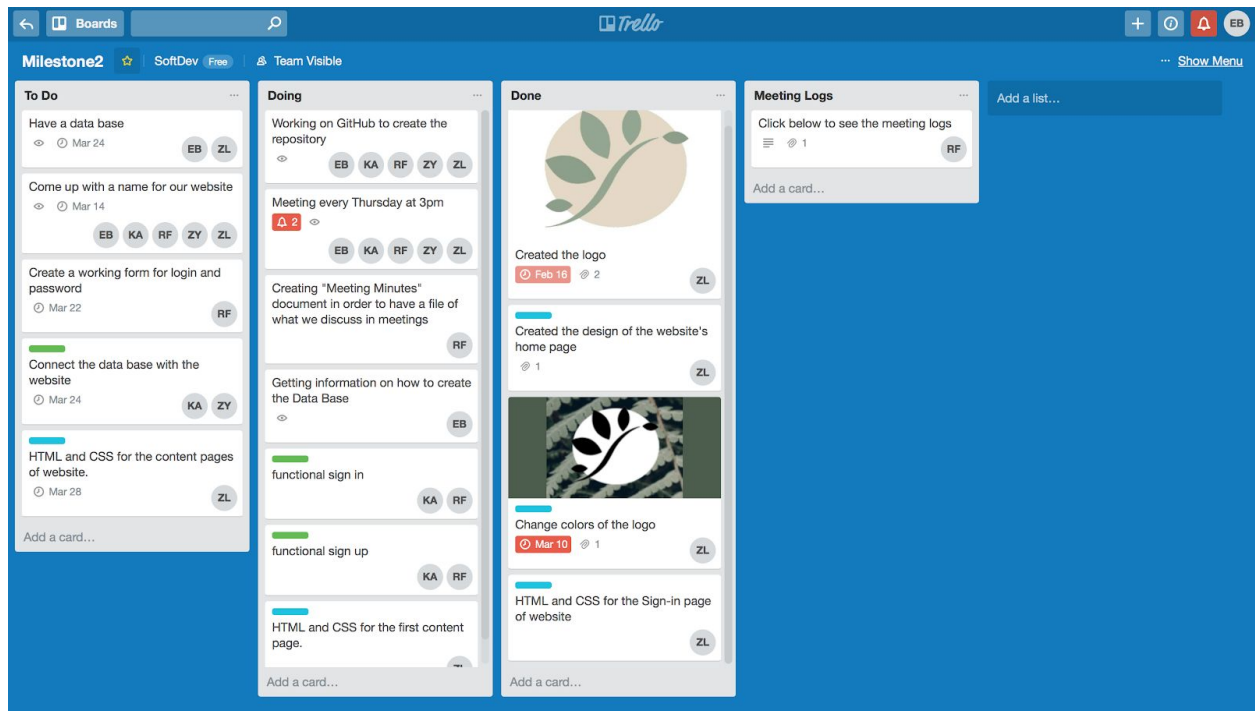 Boards
Trello
EB
Milestone2
SoftDev Free
Team Visible
... Show Menu
To Do
Have a data base
Mar 24
EB ZL
Come up with a name for our website
Mar 14
EB KA RF ZY ZL
Create a working form for login and
password
Mar 22
RF
Connect the data base with the
website
Mar 24
KA ZY
HTML and CSS for the content pages
of website.
Mar 28
ZL
Add a card...
Doing
Working on GitHub to create the
repository
EB KA RF ZY ZL
Meeting every Thursday at 3pm
2
EB KA RF ZY ZL
Creating "Meeting Minutes"
document in order to have a file of
what we discuss in meetings
RF
Getting information on how to create
the Data Base
EB
functional sign in
KA RF
functional sign up
KA RF
HTML and CSS for the first content
page.
Add a card...
Done
Created the logo
Feb 16 2
ZL
Created the design of the website's
home page
1
ZL
Change colors of the logo
Mar 10 1
ZL
HTML and CSS for the Sign-in page
of website
ZL
Add a card...
Meeting Logs
Click below to see the meeting logs
1
RF
Add a card...
Add a list...